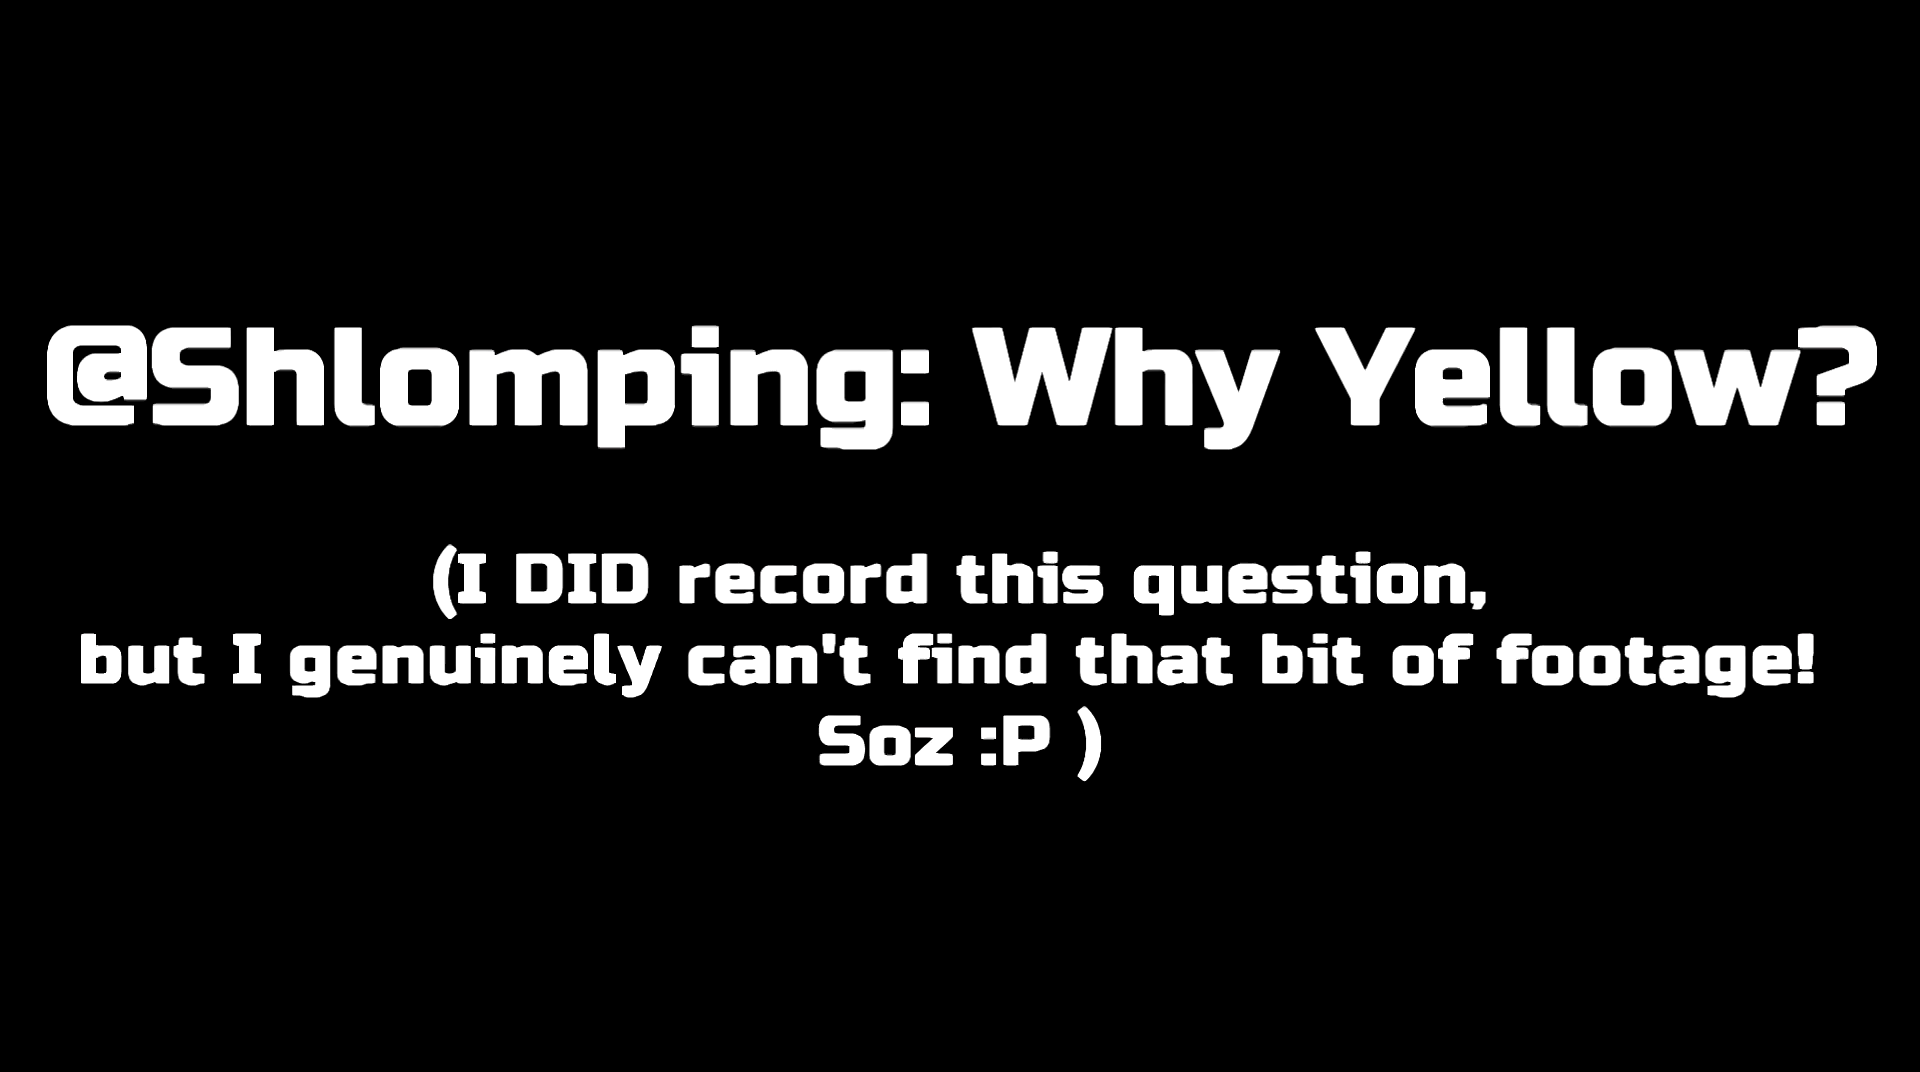 @Shlomping: Why Yellow?
(I DID record this question,
but I genuinely can't find that bit of footage!
Soz :P )